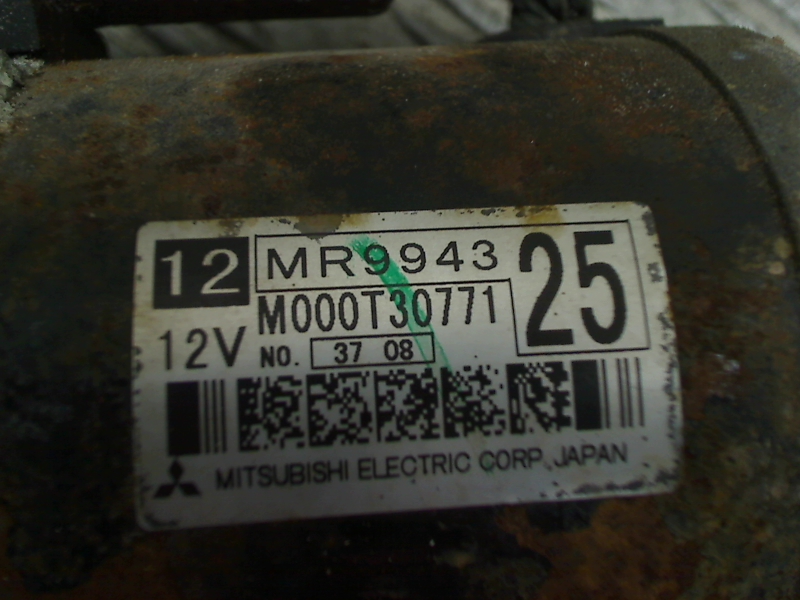 12 MR9943 25
M000T30771
12V NO. 37 08
MITSUBISHI ELECTRIC CORP. JAPAN